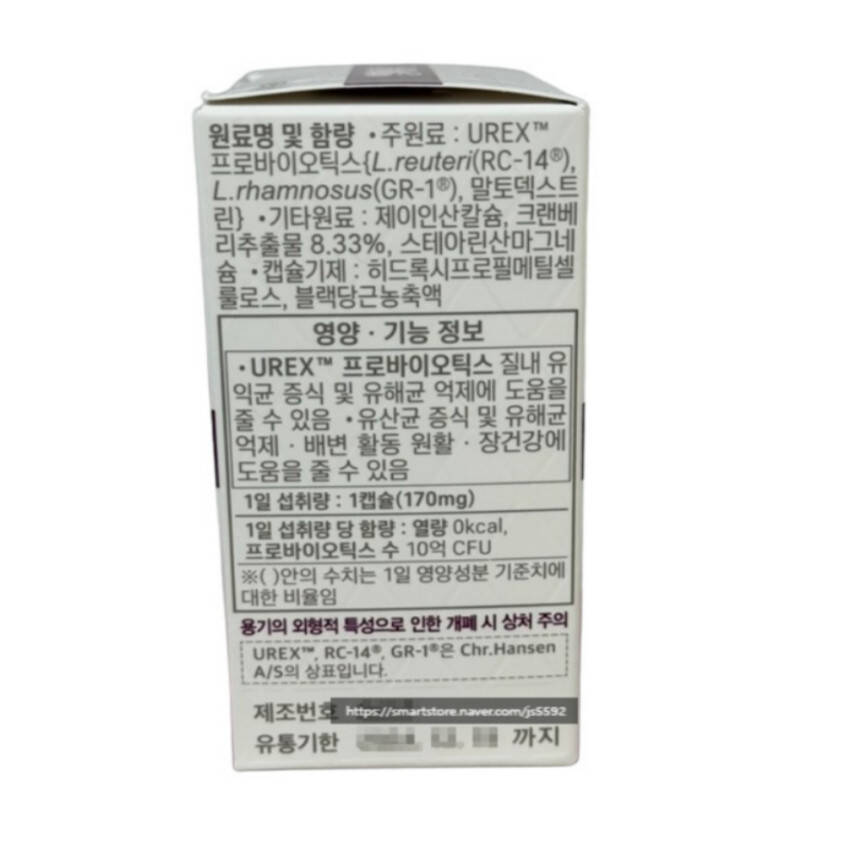 원료명 및 함량 •주원료 : UREX™
프로바이오틱스{L.reuteri(RC-14®),
L.rhamnosus(GR-1®), 말토덱스트
린} •기타원료 : 제이인산칼슘, 크랜베
리추출물 8.33%, 스테아린산마그네
슘 •캡슐기제 : 히드록시프로필메틸셀
룰로스, 블랙당근농축액
영양 · 기능 정보
•UREX™ 프로바이오틱스 질내 유
익균 증식 및 유해균 억제에 도움을
줄 수 있음 •유산균 증식 및 유해균
억제 · 배변 활동 원활 · 장건강에
도움을 줄 수 있음
1일 섭취량 : 1캡슐(170mg)
1일 섭취량 당 함량 : 열량 0kcal,
프로바이오틱스 수 10억 CFU
※( )안의 수치는 1일 영양성분 기준치에
대한 비율임
용기의 외형적 특성으로 인한 개폐 시 상처 주의
UREX™, RC-14®, GR-1®은 Chr.Hansen
A/S의 상표입니다.
제조번호 https://smartstore.naver.com/js5592
유통기한 까지